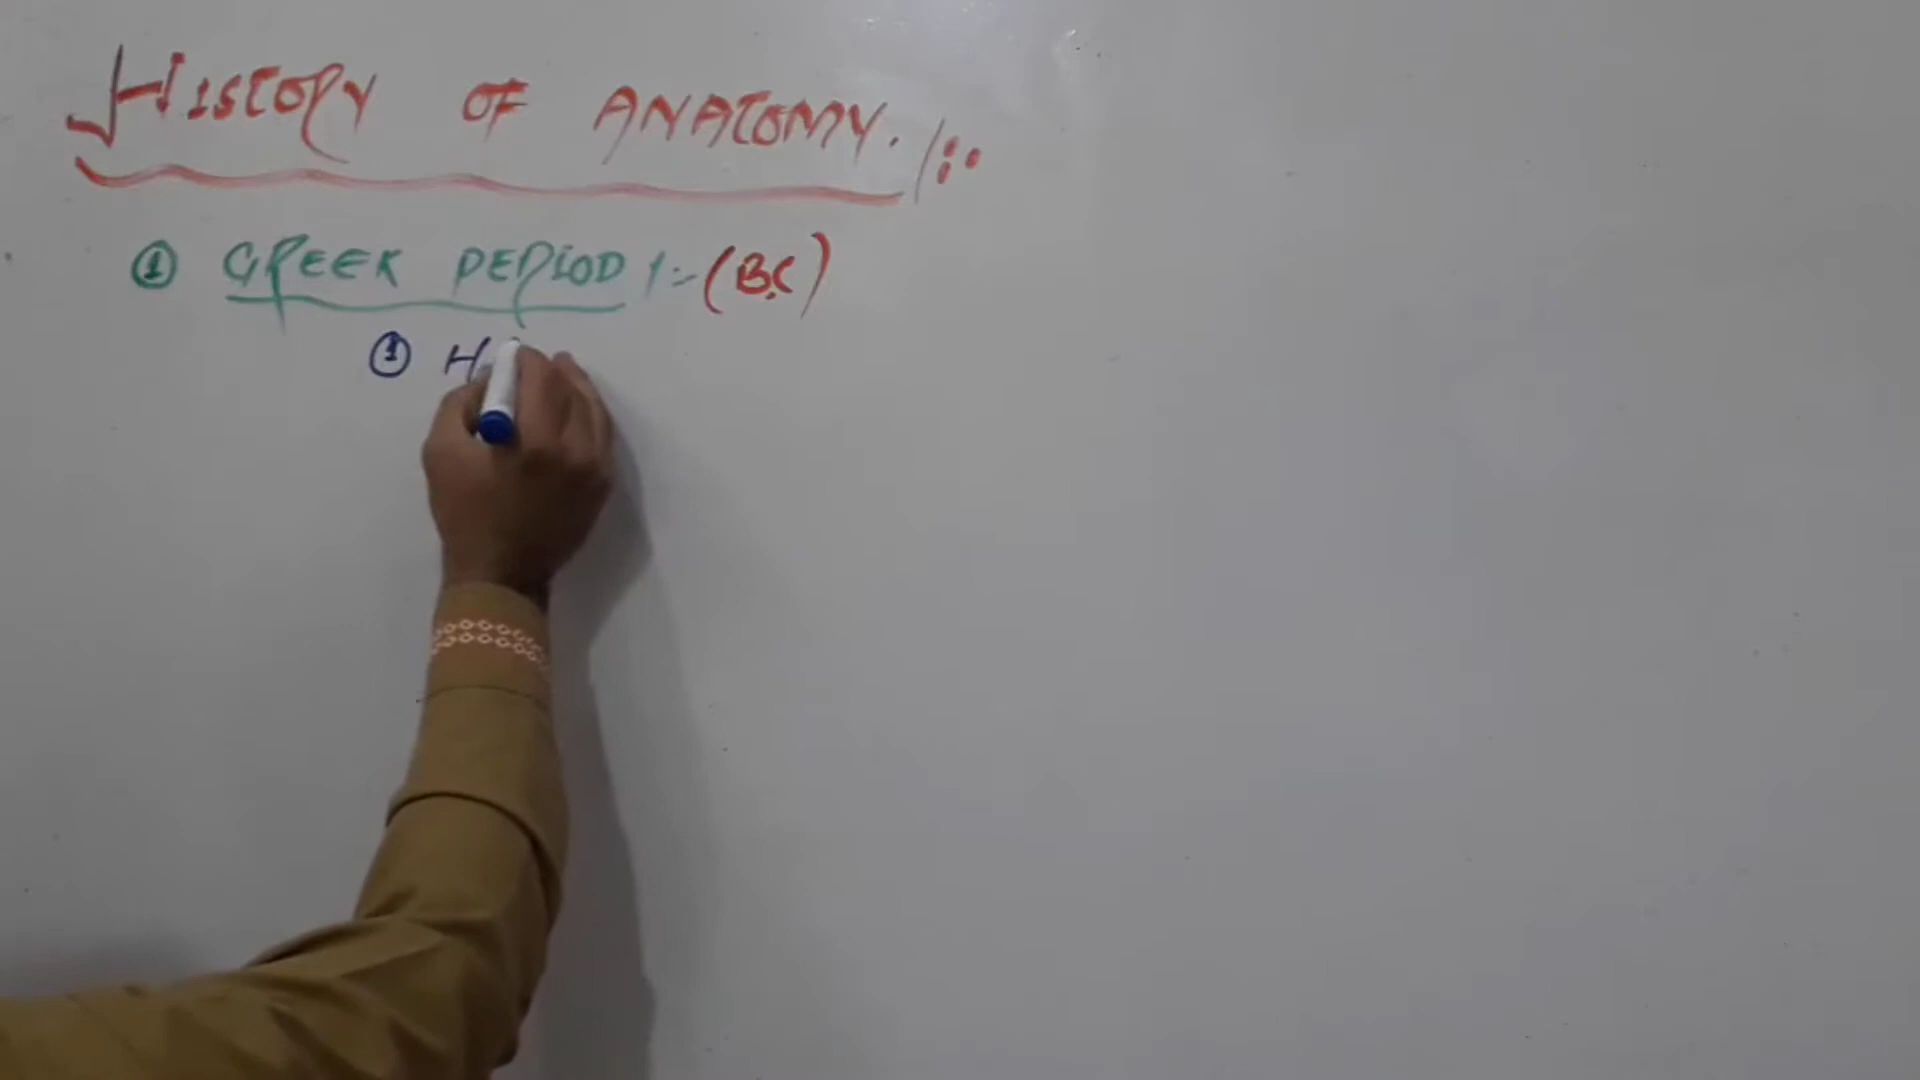 HISTORY OF ANATOMY.
① GREEK PERIOD :- (B.C)
① H